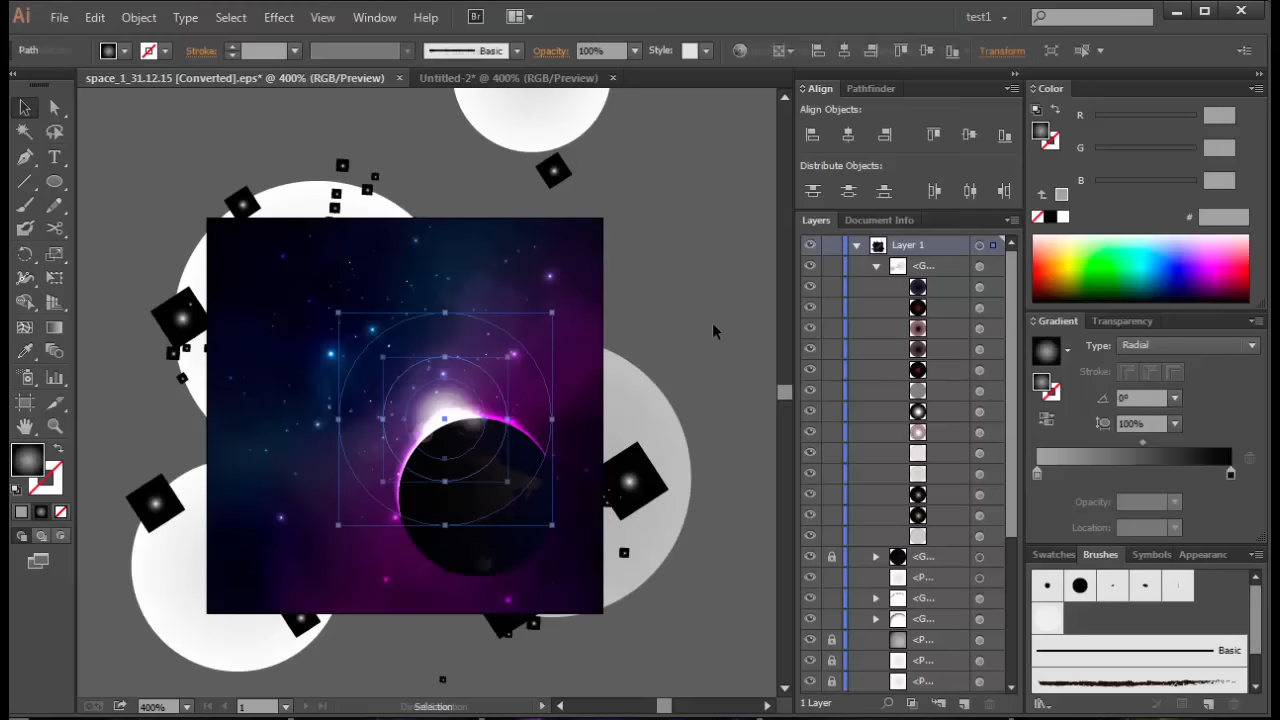 Ai File Edit Object Type Select Effect View Window Help Br test1
Path Stroke: Basic Opacity: 100% Style: Transform
space_1_31.12.15 [Converted].eps* @ 400% (RGB/Preview) × Untitled-2* @ 400% (RGB/Preview) ×
Align Pathfinder
Align Objects:
Distribute Objects:
Layers Document Info
Layer 1
<G...
<G...
<P...
<G...
<G...
<P...
<P...
<P...
1 Layer
Color
R
G
B
#
Gradient Transparency
Type: Radial
Stroke:
0°
100%
Opacity:
Location:
Swatches Brushes Symbols Appearanc
Basic
400% 1 Selection